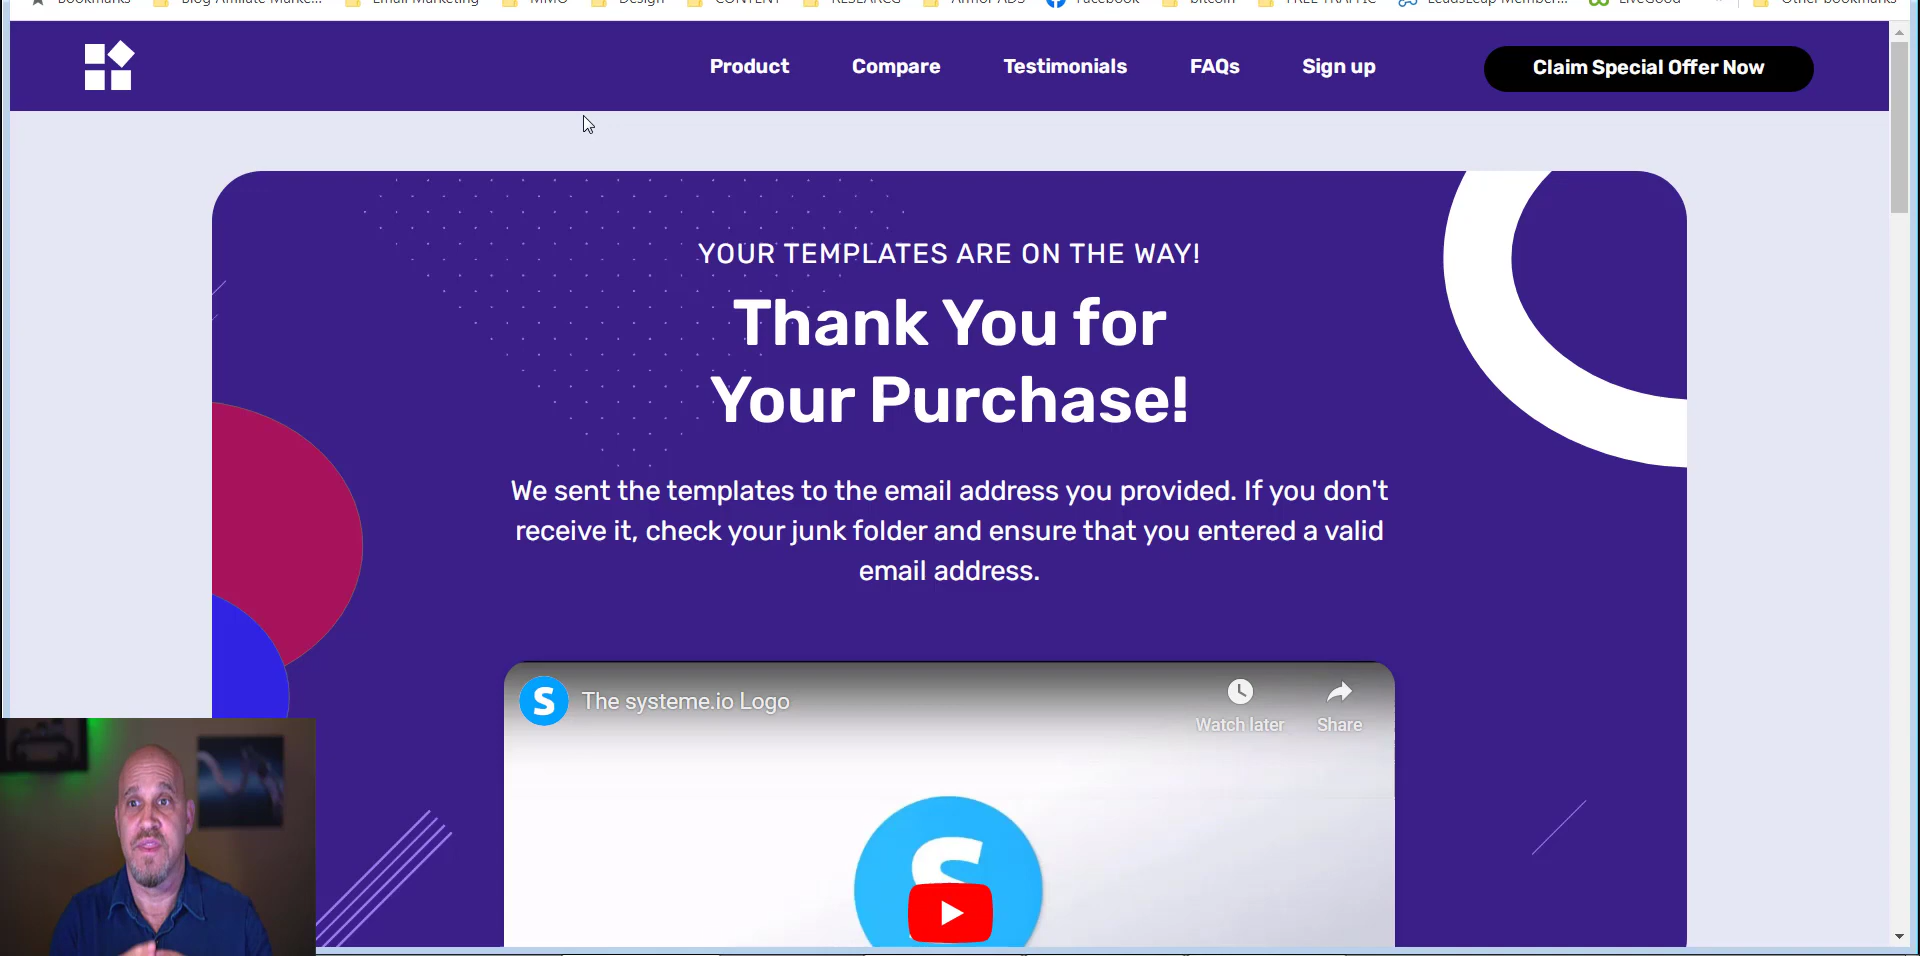 Product Compare Testimonials FAQs Sign up Claim Special Offer Now
YOUR TEMPLATES ARE ON THE WAY!
Thank You for
Your Purchase!
We sent the templates to the email address you provided. If you don't
receive it, check your junk folder and ensure that you entered a valid
email address.
S The systeme.io Logo
Watch later Share
S